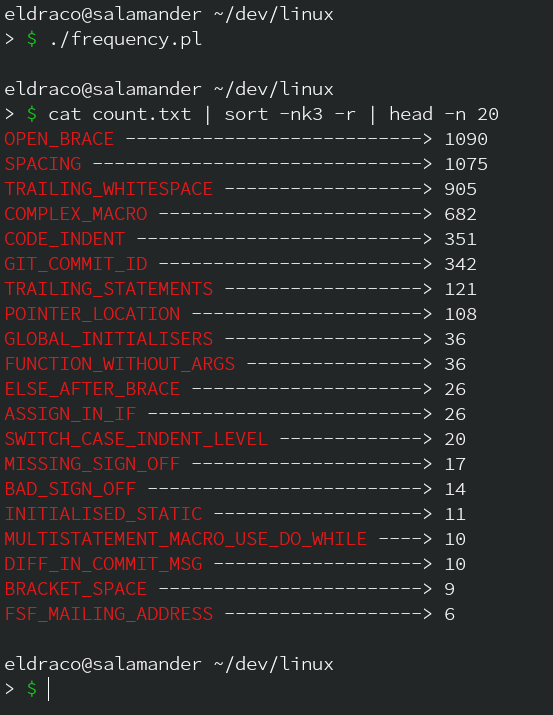 eldraco@salamander ~/dev/linux
> $ ./frequency.pl
eldraco@salamander ~/dev/linux
> $ cat count.txt | sort -nk3 -r | head -n 20
OPEN_BRACE ---------------------------> 1090
SPACING ------------------------------> 1075
TRAILING_WHITESPACE ------------------> 905
COMPLEX_MACRO ------------------------> 682
CODE_INDENT --------------------------> 351
GIT_COMMIT_ID ------------------------> 342
TRAILING_STATEMENTS ------------------> 121
POINTER_LOCATION ---------------------> 108
GLOBAL_INITIALISERS ------------------> 36
FUNCTION_WITHOUT_ARGS ----------------> 36
ELSE_AFTER_BRACE ---------------------> 26
ASSIGN_IN_IF -------------------------> 26
SWITCH_CASE_INDENT_LEVEL -------------> 20
MISSING_SIGN_OFF ---------------------> 17
BAD_SIGN_OFF -------------------------> 14
INITIALISED_STATIC -------------------> 11
MULTISTATEMENT_MACRO_USE_DO_WHILE ----> 10
DIFF_IN_COMMIT_MSG -------------------> 10
BRACKET_SPACE ------------------------> 9
FSF_MAILING_ADDRESS ------------------> 6
eldraco@salamander ~/dev/linux
> $